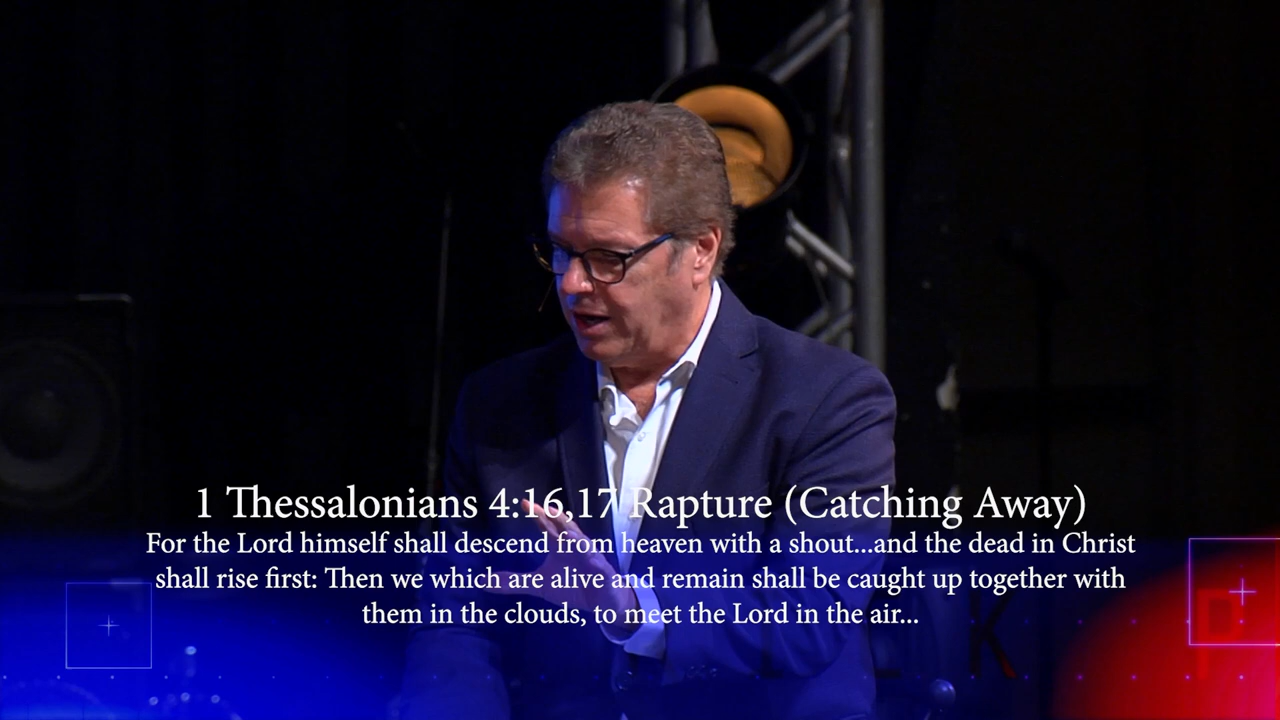 1 Thessalonians 4:16,17 Rapture (Catching Away)
For the Lord himself shall descend from heaven with a shout...and the dead in Christ
shall rise first: Then we which are alive and remain shall be caught up together with
them in the clouds, to meet the Lord in the air...